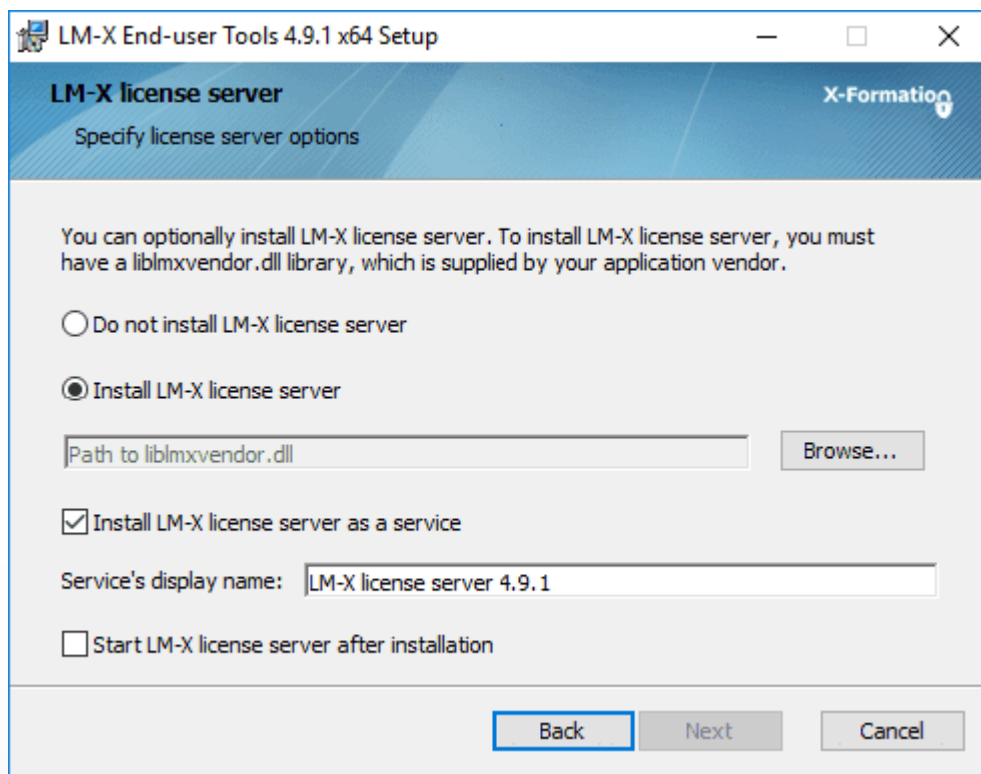 LM-X End-user Tools 4.9.1 x64 Setup
LM-X license server
X-Formation
Specify license server options
You can optionally install LM-X license server. To install LM-X license server, you must
have a liblmxvendor.dll library, which is supplied by your application vendor.
Do not install LM-X license server
Install LM-X license server
Path to liblmxvendor.dll
Browse...
Install LM-X license server as a service
Service's display name: LM-X license server 4.9.1
Start LM-X license server after installation
Back Next Cancel